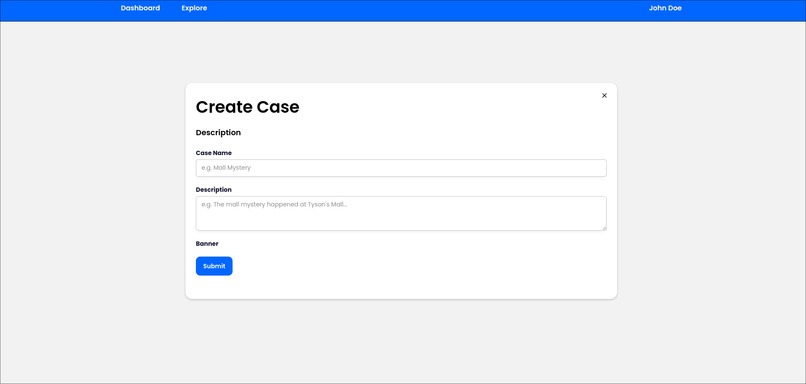 Dashboard Explore John Doe
×
Create Case
Description
Case Name
e.g. Mall Mystery
Description
e.g. The mall mystery happened at Tyson's Mall...
Banner
Submit